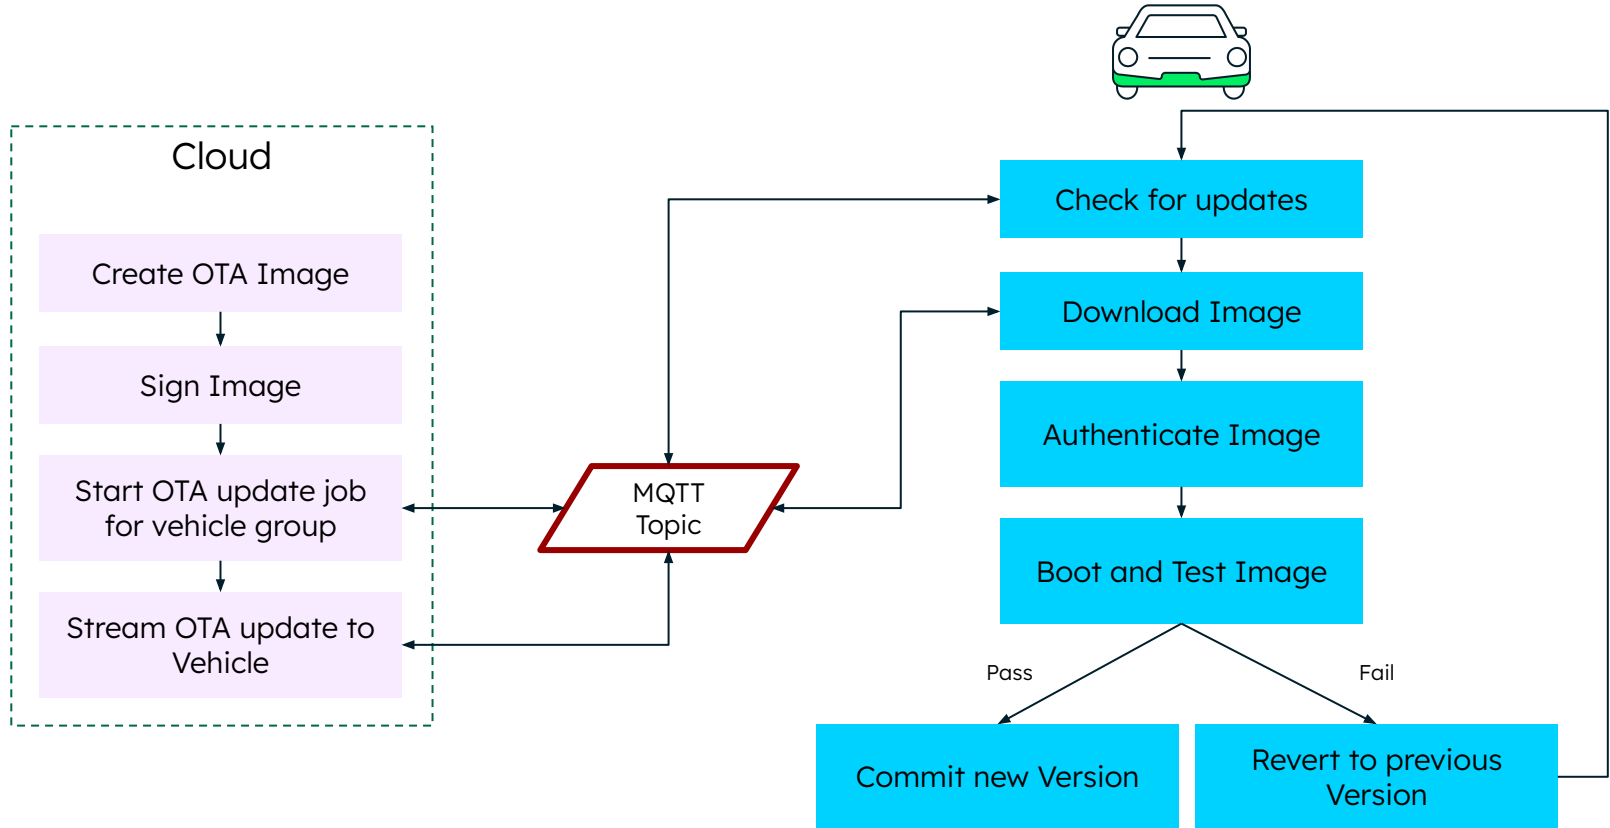 Cloud
Create OTA Image
Sign Image
Start OTA update job
for vehicle group
Stream OTA update to
Vehicle
MQTT
Topic
Check for updates
Download Image
Authenticate Image
Boot and Test Image
Pass
Fail
Commit new Version
Revert to previous
Version